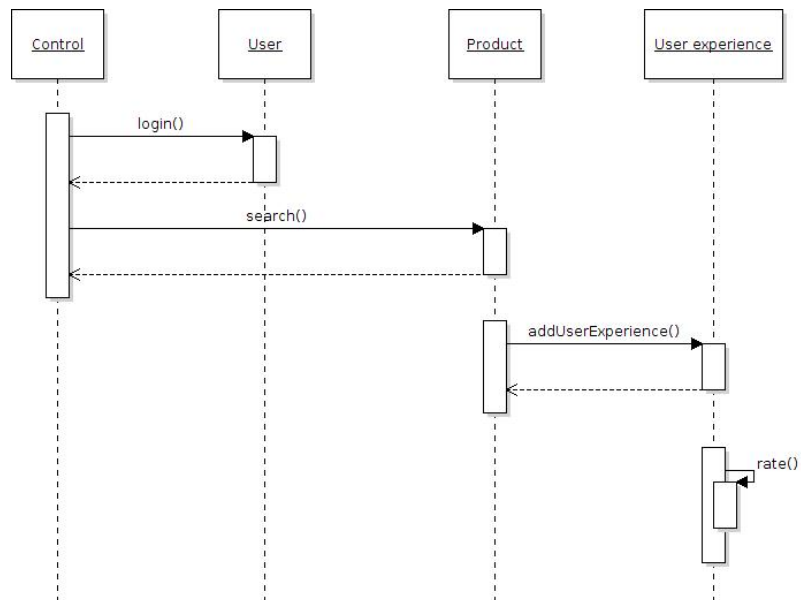 Control
User
Product
User experience
login()
search()
addUserExperience()
rate()